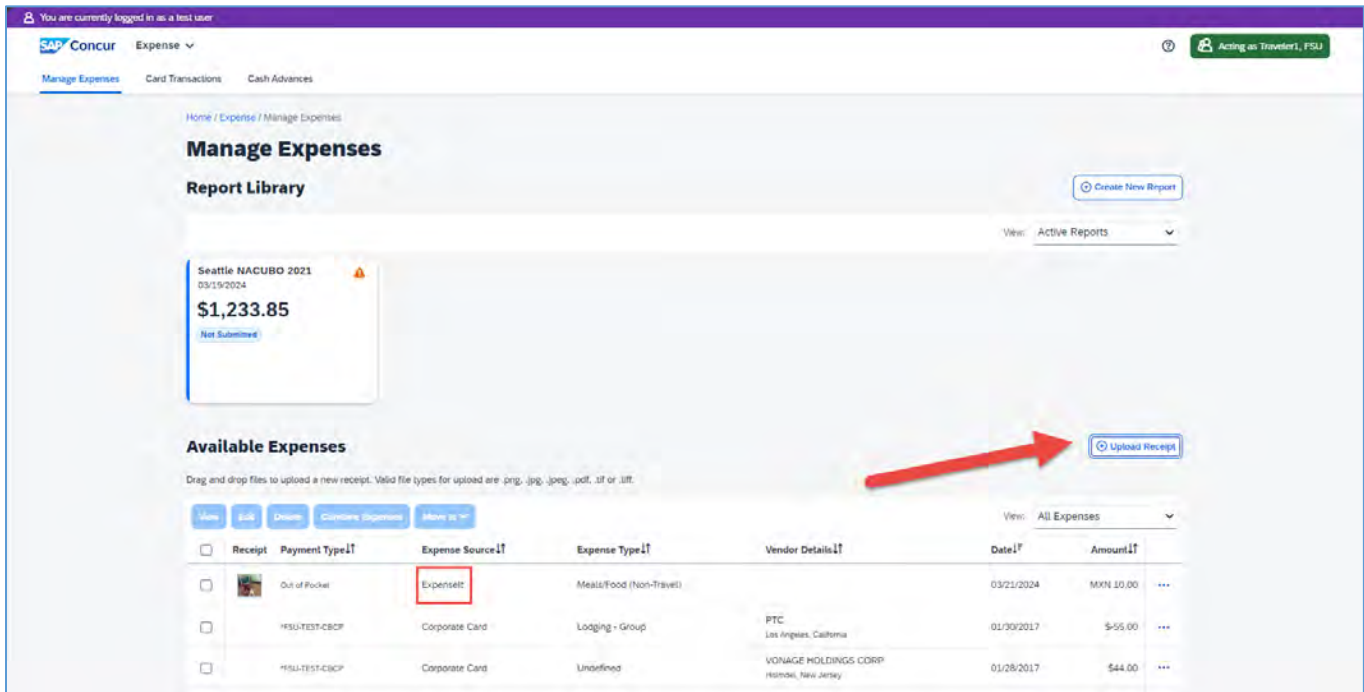 You are currently logged in as a test user
SAP Concur Expense
Acting as Traveler1, FSU
Manage Expenses Card Transactions Cash Advances
Home / Expense / Manage Expenses
Manage Expenses
Report Library
Create New Report
View: Active Reports
Seattle NACUBO 2021
03/19/2024
$1,233.85
Not Submitted
Available Expenses
Upload Receipt
Drag and drop files to upload a new receipt. Valid file types for upload are .png, .jpg, .jpeg, .pdf, .tif or .tiff.
View Edit Delete Combine Expenses Move to
View: All Expenses
Receipt Payment Type Expense Source Expense Type Vendor Details Date Amount
Out of Pocket ExpenseIt Meals/Food (Non-Travel) 03/21/2024 MXN 10.00
*FSU-TEST-CBCP Corporate Card Lodging - Group PTC 01/30/2017 $-55.00
Los Angeles, California
*FSU-TEST-CBCP Corporate Card Undefined VONAGE HOLDINGS CORP 01/28/2017 $44.00
Holmdel, New Jersey